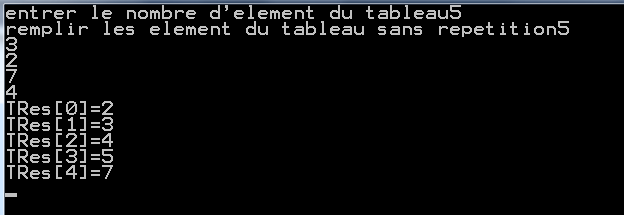 entrer le nombre d'element du tableau5
remplir les element du tableau sans repetition5
3
2
7
4
TRes[0]=2
TRes[1]=3
TRes[2]=4
TRes[3]=5
TRes[4]=7